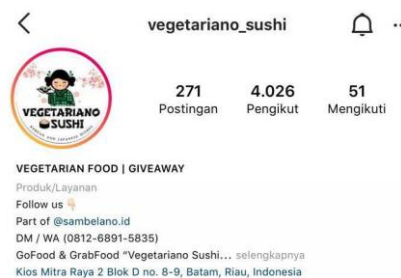 vegetariano_sushi
VEGETARIANO
SUSHI
271
Postingan
4.026
Pengikut
51
Mengikuti
VEGETARIAN FOOD | GIVEAWAY
Produk/Layanan
Follow us 👇
Part of @sambelano.id
DM / WA (0812-6891-5835)
GoFood & GrabFood "Vegetariano Sushi... selengkapnya
Kios Mitra Raya 2 Blok D no. 8-9, Batam, Riau, Indonesia